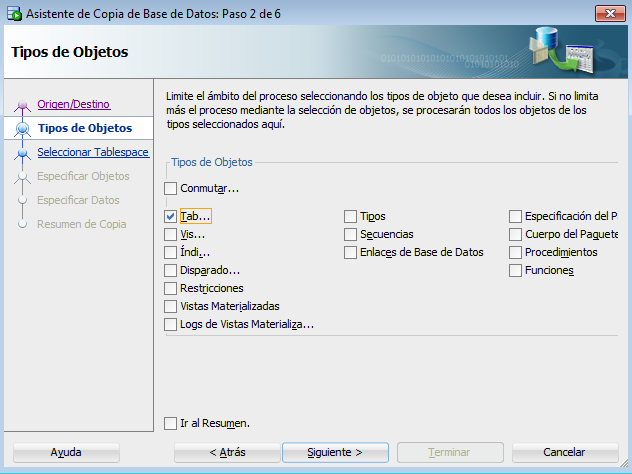 Asistente de Copia de Base de Datos: Paso 2 de 6
Tipos de Objetos
01010101010101010101010101
0101010101010
Origen/Destino
Tipos de Objetos
Seleccionar Tablespace
Especificar Objetos
Especificar Datos
Resumen de Copia
Limite el ámbito del proceso seleccionando los tipos de objeto que desea incluir. Si no limita
más el proceso mediante la selección de objetos, se procesarán todos los objetos de los
tipos seleccionados aquí.
Tipos de Objetos
Conmutar...
Tab... Tipos Especificación del P
Vis... Secuencias Cuerpo del Paquete
Índi... Enlaces de Base de Datos Procedimientos
Disparado... Funciones
Restricciones
Vistas Materializadas
Logs de Vistas Materializa...
Ir al Resumen.
Ayuda < Atrás Siguiente > Terminar Cancelar